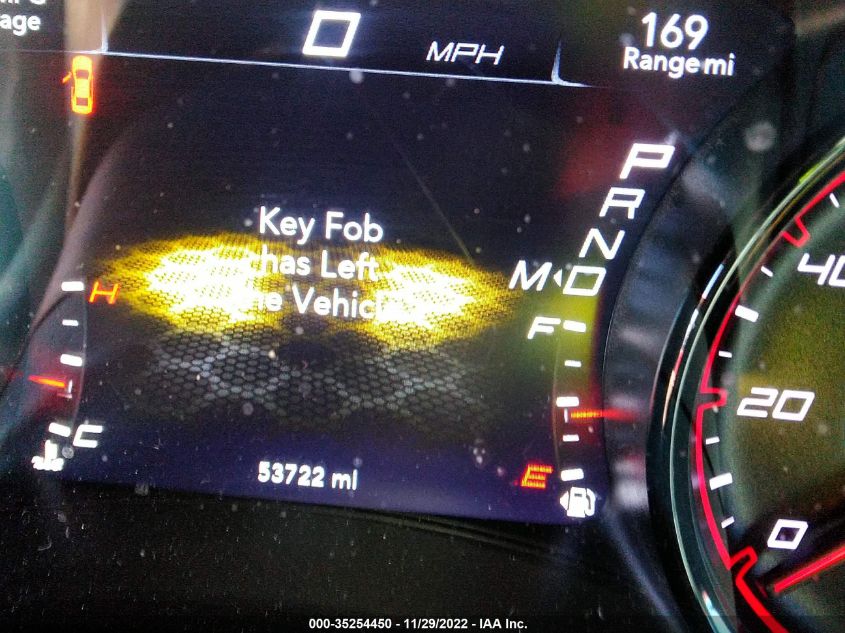 age
0
MPH
169
Range mi
Key Fob
has Left
Vehicle
P
R
N
M
D
F
H
C
E
53722 mi
40
20
0
000-35254450 - 11/29/2022 - IAA Inc.